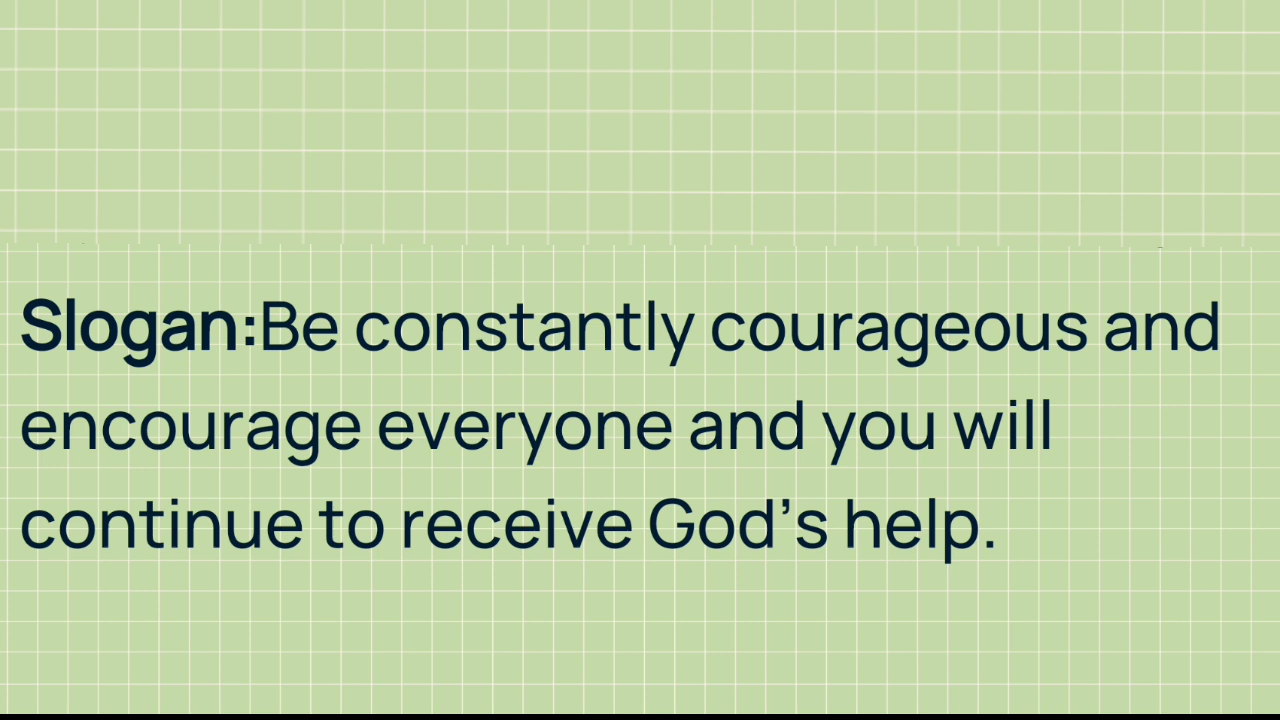 Slogan:Be constantly courageous and
encourage everyone and you will
continue to receive God's help.